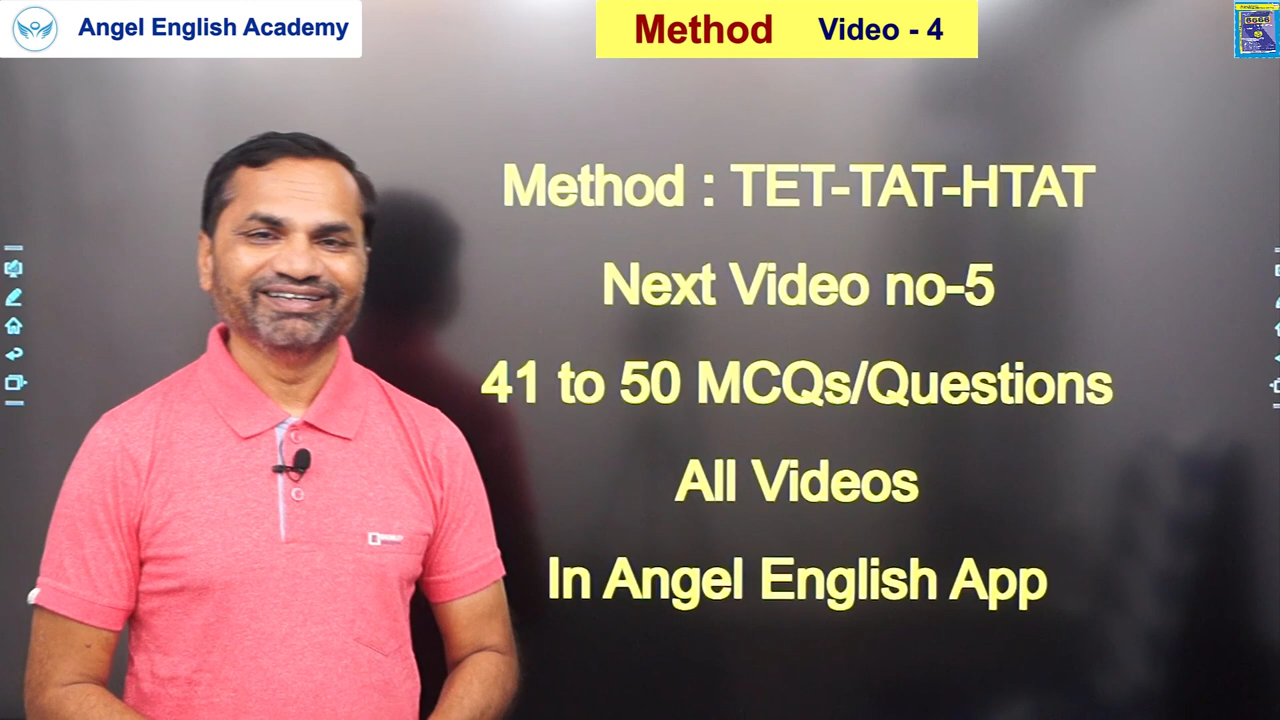 Angel English Academy
Method Video - 4
6666
Method : TET-TAT-HTAT
Next Video no-5
41 to 50 MCQs/Questions
All Videos
In Angel English App